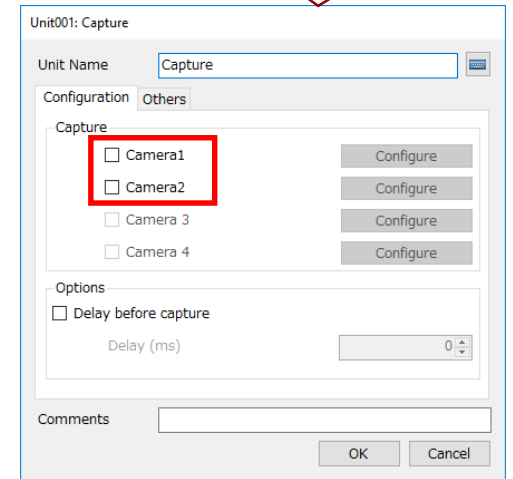 Unit001: Capture
Unit Name Capture
Configuration Others
Capture
Camera1 Configure
Camera2 Configure
Camera 3 Configure
Camera 4 Configure
Options
Delay before capture
Delay (ms) 0
Comments
OK Cancel